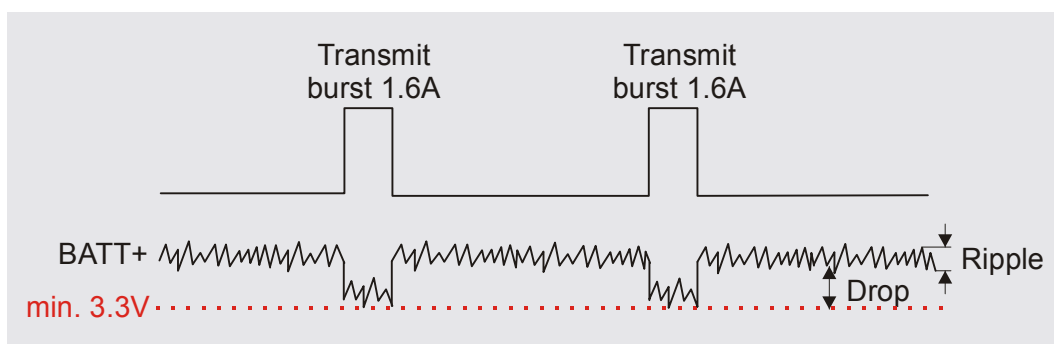 Transmit
burst 1.6A
Transmit
burst 1.6A
BATT+
Ripple
Drop
min. 3.3V